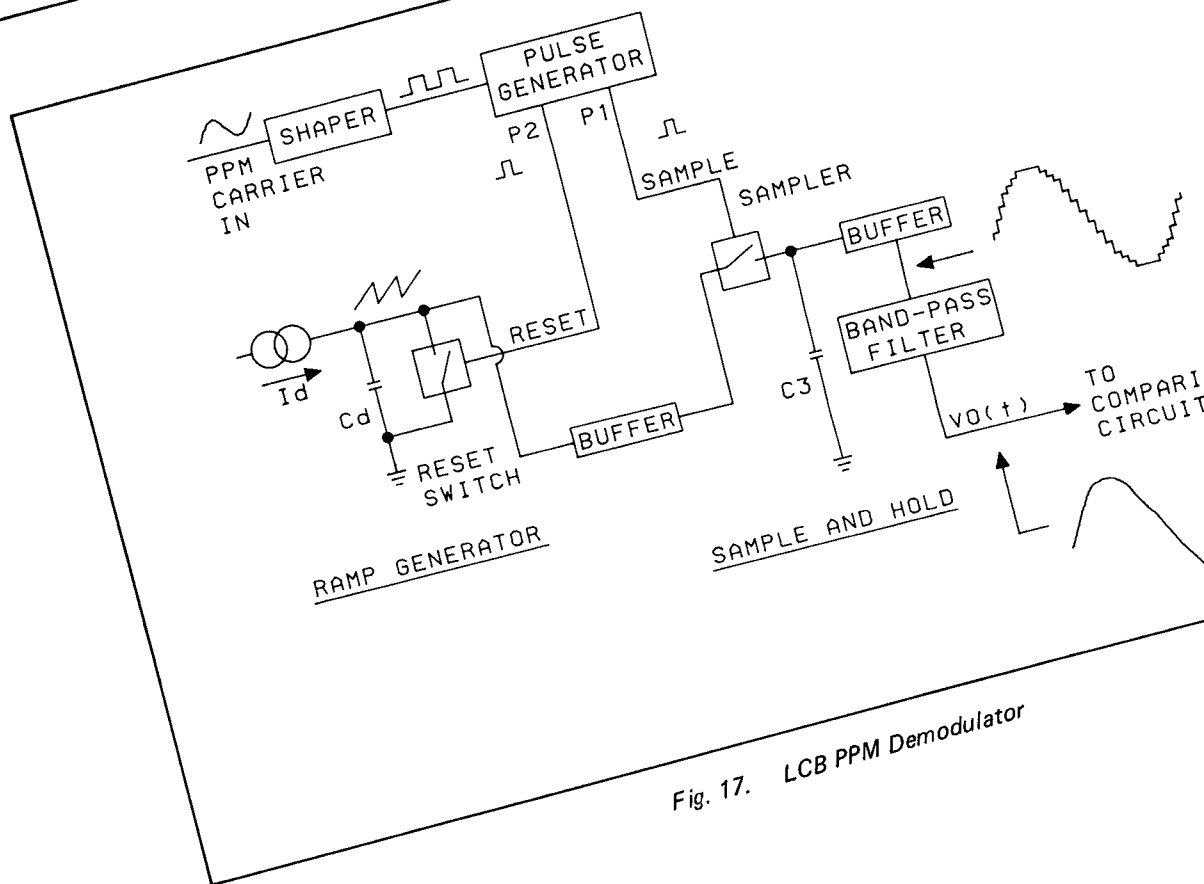 PULSE
GENERATOR
SHAPER
P2
P1
PPM
CARRIER
IN
SAMPLE
SAMPLER
BUFFER
BAND-PASS
FILTER
RESET
Id
Cd
C3
BUFFER
RESET
SWITCH
VO(t)
TO
CIRCUIT
RAMP GENERATOR
SAMPLE AND HOLD
Fig. 17. LCB PPM Demodulator